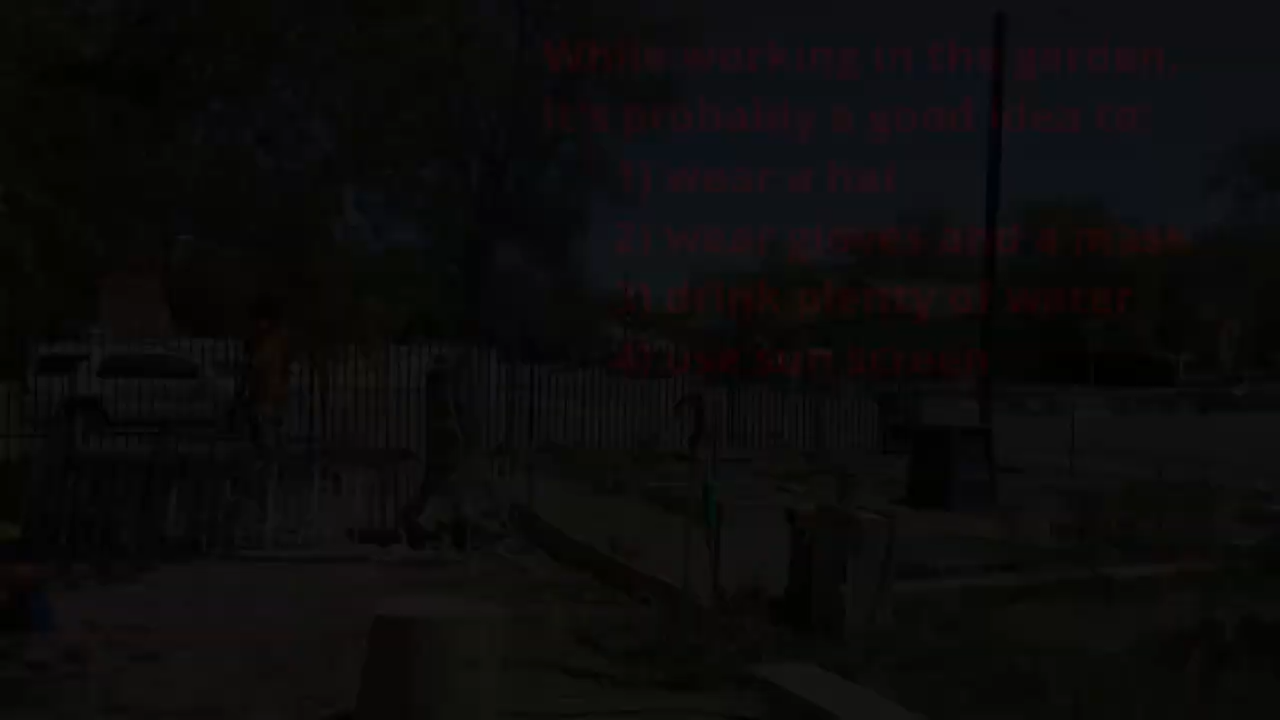 While working in the garden,
it's probably a good idea to:
1) wear a hat
2) wear gloves and a mask
3) drink plenty of water
4) use sun screen